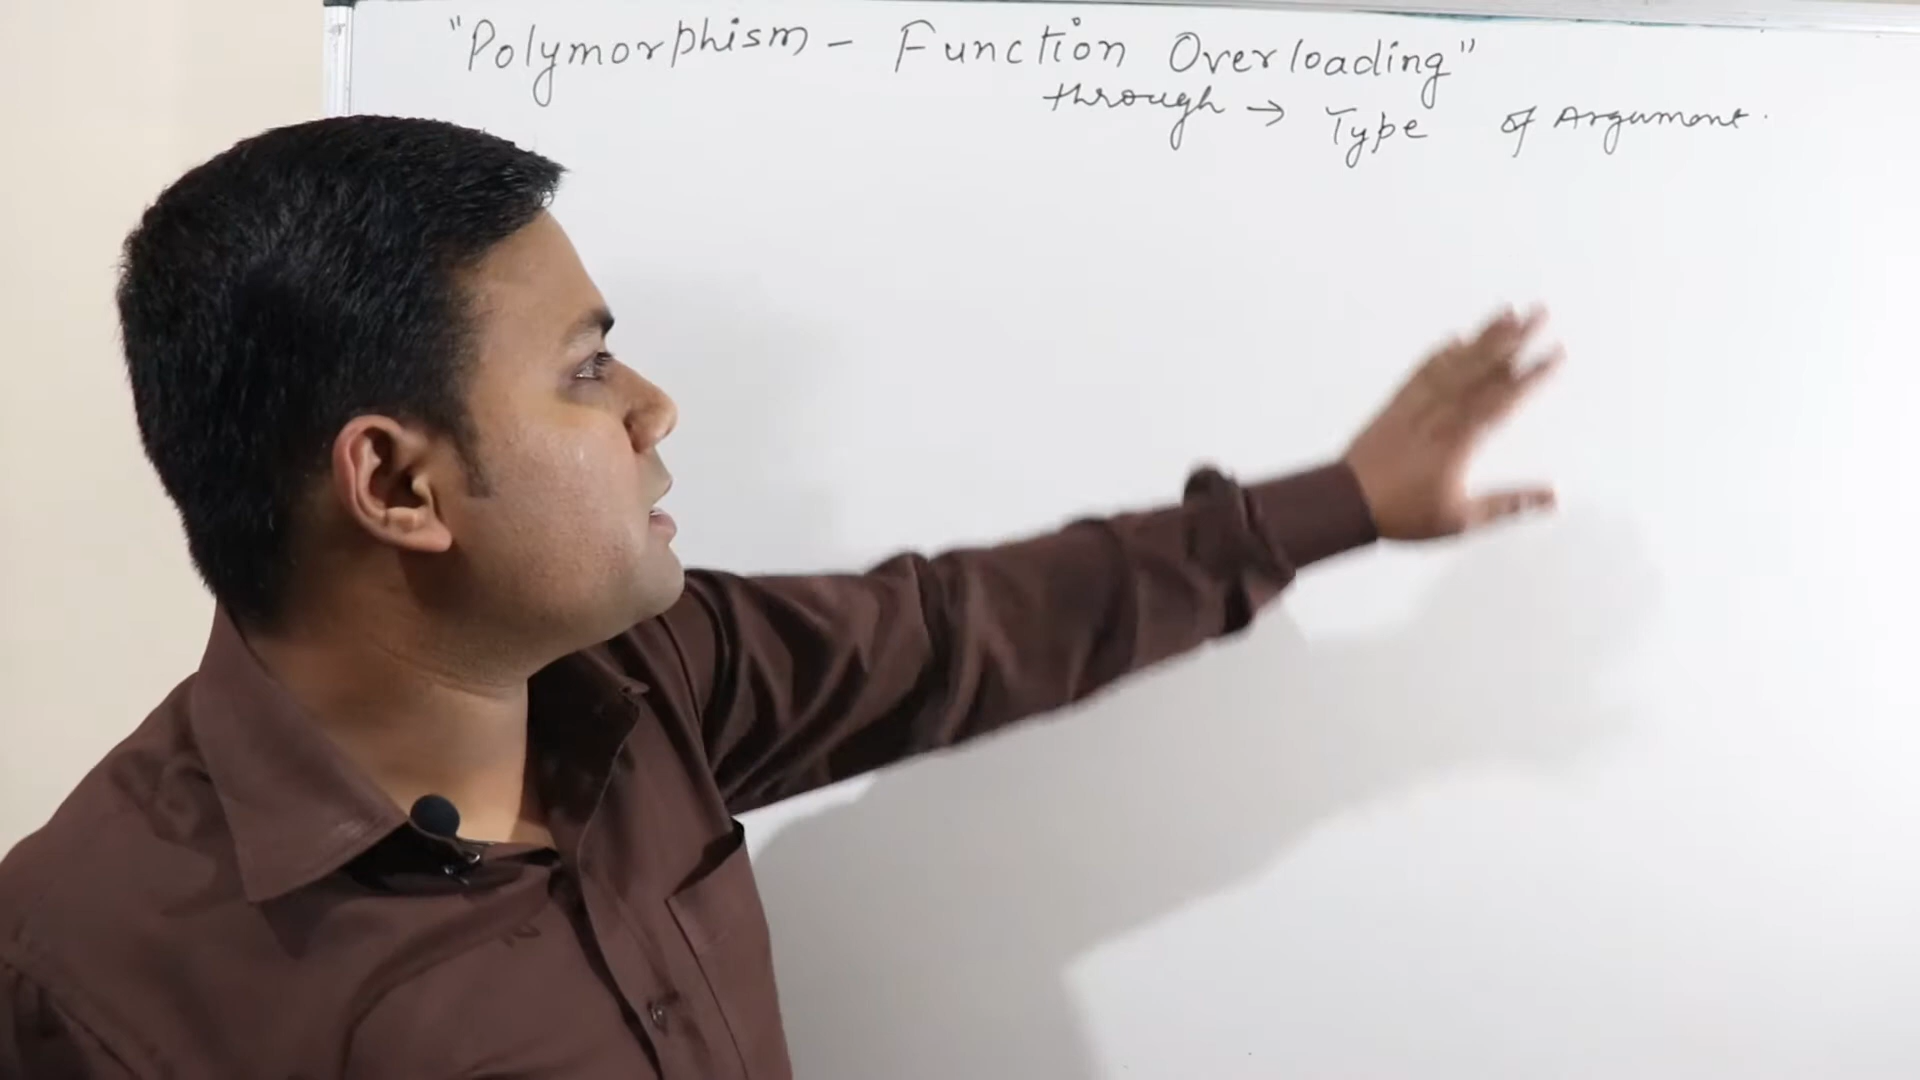 "Polymorphism - Function Overloading"
through → Type of Argument.